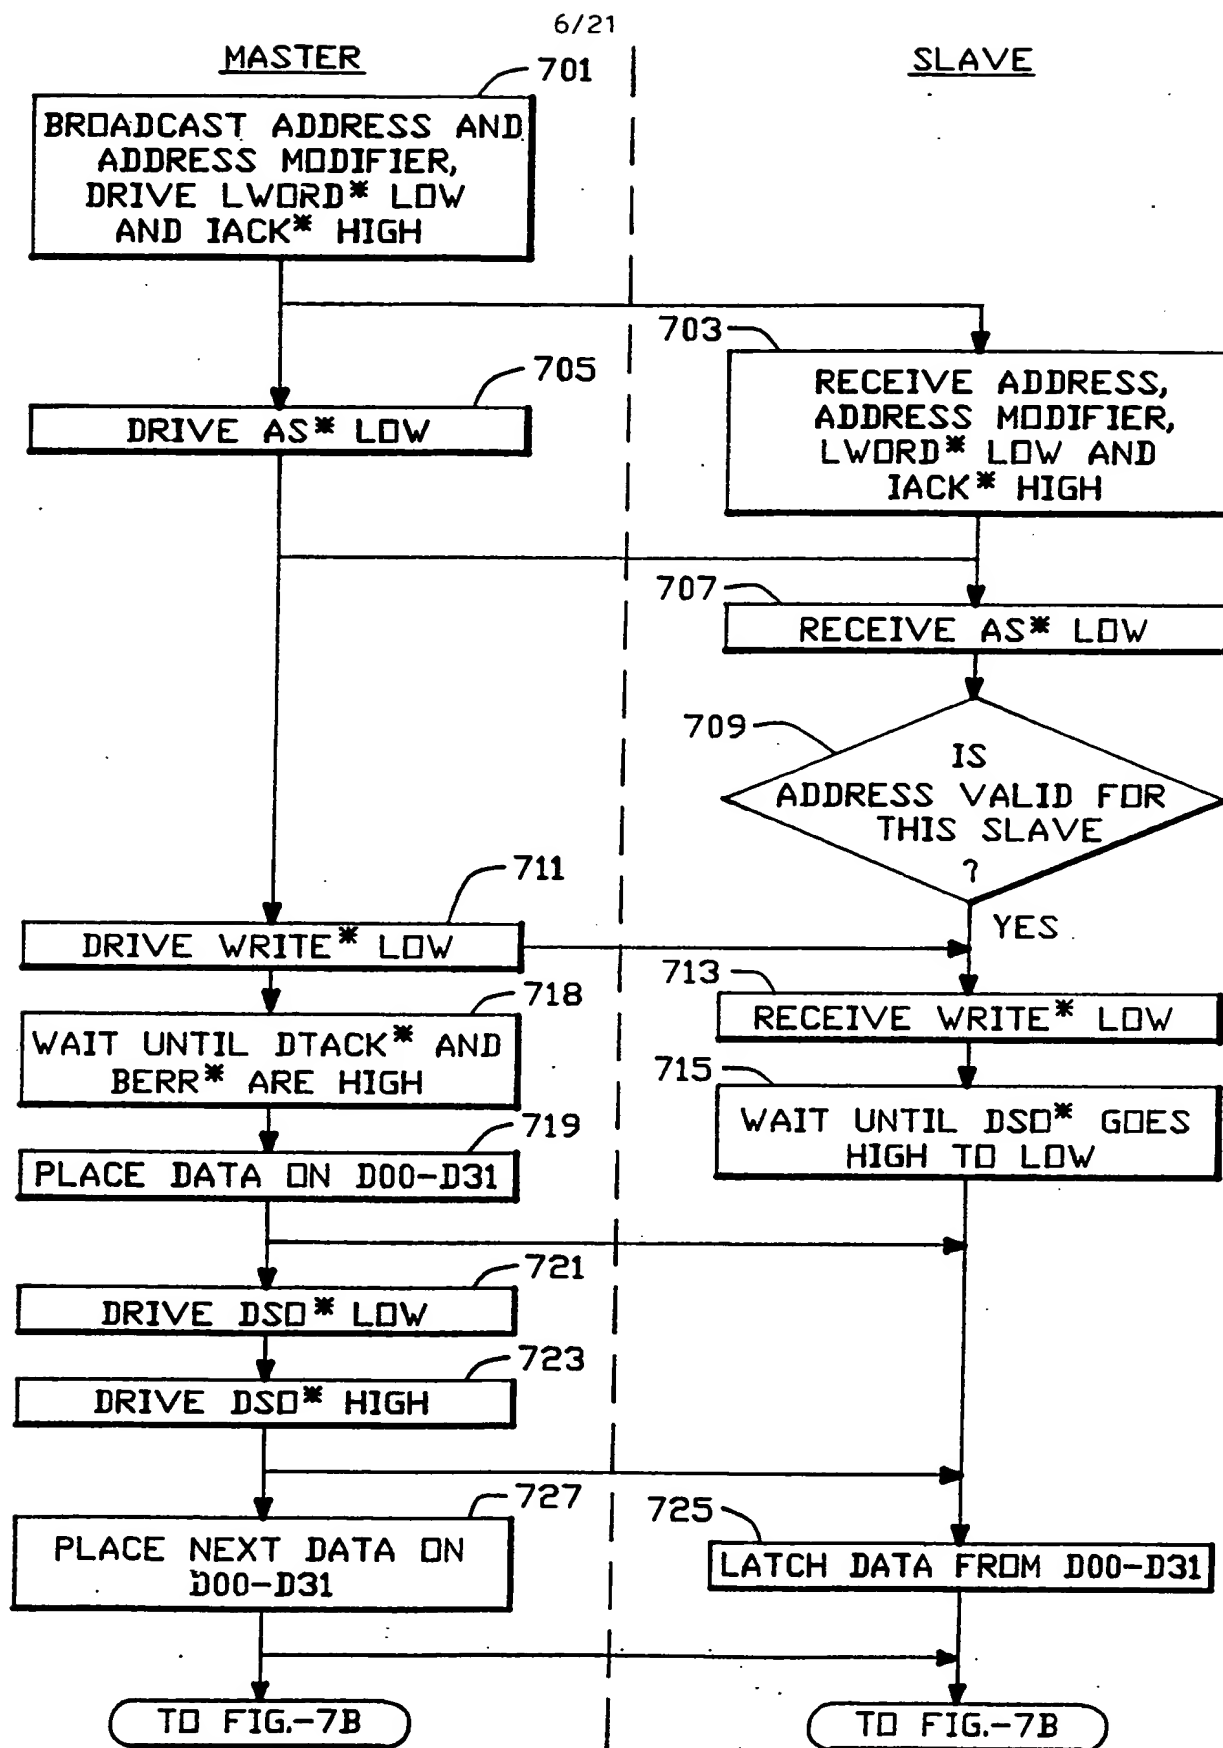 6/21
MASTER
SLAVE
701
BROADCAST ADDRESS AND
ADDRESS MODIFIER,
DRIVE LWORD* LOW
AND IACK* HIGH
703
RECEIVE ADDRESS,
ADDRESS MODIFIER,
LWORD* LOW AND
IACK* HIGH
705
DRIVE AS* LOW
707
RECEIVE AS* LOW
709
IS
ADDRESS VALID FOR
THIS SLAVE
?
YES
711
DRIVE WRITE* LOW
713
RECEIVE WRITE* LOW
718
WAIT UNTIL DTACK* AND
BERR* ARE HIGH
715
WAIT UNTIL DSO* GOES
HIGH TO LOW
719
PLACE DATA ON D00-D31
721
DRIVE DSO* LOW
723
DRIVE DSO* HIGH
727
PLACE NEXT DATA ON
D00-D31
725
LATCH DATA FROM D00-D31
TO FIG.-7B
TO FIG.-7B